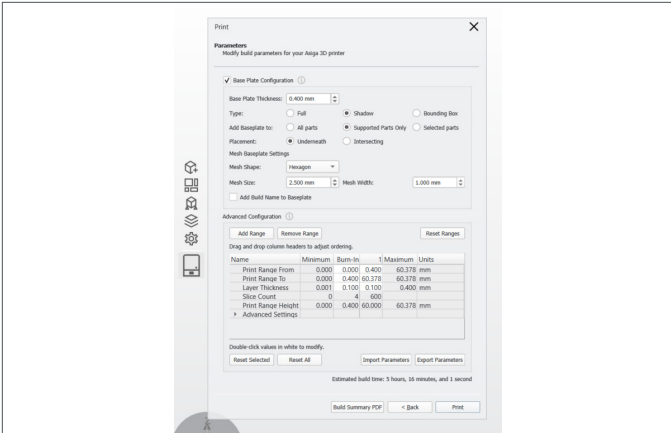 Print
Parameters
Modify build parameters for your Asiga 3D printer
Base Plate Configuration
Base Plate Thickness: 0.400 mm
Type: Full Shadow Bounding Box
Add Baseplate to: All parts Supported Parts Only Selected parts
Placement: Underneath Intersecting
Mesh Baseplate Settings
Mesh Shape: Hexagon
Mesh Size: 2.500 mm Mesh Width: 1.000 mm
Add Build Name to Baseplate
Advanced Configuration
Add Range Remove Range Reset Ranges
Drag and drop column headers to adjust ordering.
Name Minimum Burn-In 1 Maximum Units
Print Range From 0.000 0.000 0.400 60.378 mm
Print Range To 0.000 0.400 60.378 60.378 mm
Layer Thickness 0.001 0.100 0.100 0.400 mm
Slice Count 0 4 600
Print Range Height 0.000 0.400 60.000 60.378 mm
Advanced Settings
Double-click values in white to modify.
Reset Selected Reset All Import Parameters Export Parameters
Estimated build time: 5 hours, 16 minutes, and 1 second
Build Summary PDF < Back Print